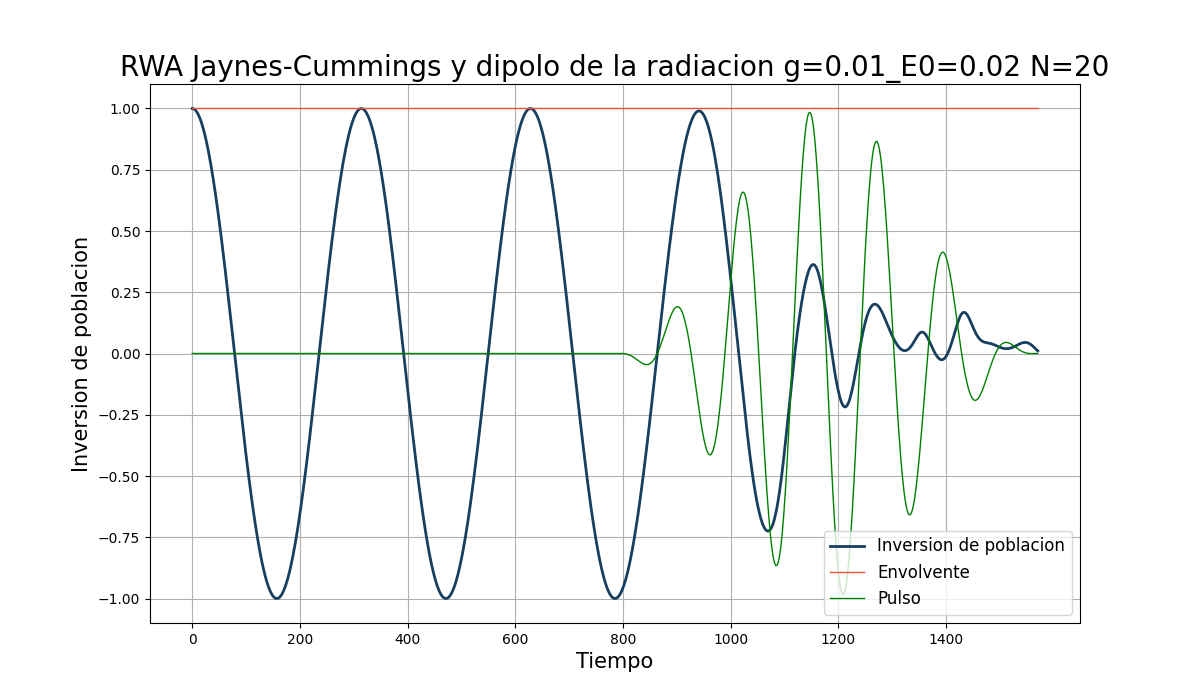 RWA Jaynes-Cummings y dipolo de la radiacion g=0.01_E0=0.02 N=20
Inversion de poblacion
1.00
0.75
0.50
0.25
0.00
−0.25
−0.50
−0.75
−1.00
Inversion de poblacion
Envolvente
Pulso
0 200 400 600 800 1000 1200 1400
Tiempo